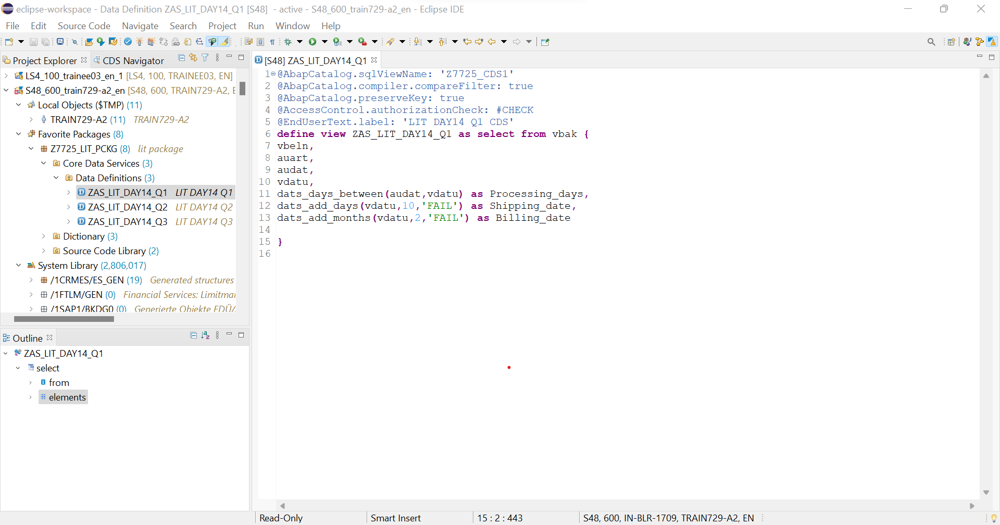 eclipse-workspace - Data Definition ZAS_LIT_DAY14_Q1 [S48]  - active - S48_600_train729-a2_en - Eclipse IDE
File Edit Source Code Navigate Search Project Run Window Help
Project Explorer CDS Navigator
LS4_100_trainee03_en_1 [LS4, 100, TRAINEE03, EN]
S48_600_train729-a2_en [S48, 600, TRAIN729-A2, E
Local Objects ($TMP) (11)
TRAIN729-A2 (11) TRAIN729-A2
Favorite Packages (8)
Z7725_LIT_PCKG (8) lit package
Core Data Services (3)
Data Definitions (3)
ZAS_LIT_DAY14_Q1 LIT DAY14 Q1
ZAS_LIT_DAY14_Q2 LIT DAY14 Q2
ZAS_LIT_DAY14_Q3 LIT DAY14 Q3
Dictionary (3)
Source Code Library (2)
System Library (2,806,017)
/1CRMES/ES_GEN (19) Generated structures
/1FTLM/GEN (0) Financial Services: Limitma
/1SAP1/BKDG0 (0) Generierte Objekte EDÜ/
Outline
ZAS_LIT_DAY14_Q1
select
from
elements
[S48] ZAS_LIT_DAY14_Q1
1 @AbapCatalog.sqlViewName: 'Z7725_CDS1'
2 @AbapCatalog.compiler.compareFilter: true
3 @AbapCatalog.preserveKey: true
4 @AccessControl.authorizationCheck: #CHECK
5 @EndUserText.label: 'LIT DAY14 Q1 CDS'
6 define view ZAS_LIT_DAY14_Q1 as select from vbak {
7 vbeln,
8 auart,
9 audat,
10 vdatu,
11 dats_days_between(audat,vdatu) as Processing_days,
12 dats_add_days(vdatu,10,'FAIL') as Shipping_date,
13 dats_add_months(vdatu,2,'FAIL') as Billing_date
14
15 }
16
Read-Only Smart Insert 15 : 2 : 443 S48, 600, IN-BLR-1709, TRAIN729-A2, EN